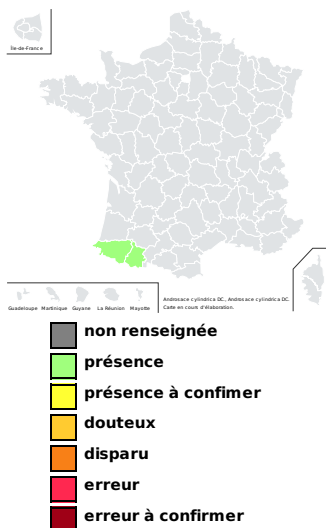 Île-de-France
Guadeloupe Martinique Guyane La Réunion Mayotte
Androsace cylindrica DC., Androsace cylindrica DC.
Carte en cours d'élaboration.
non renseignée
présence
présence à confimer
douteux
disparu
erreur
erreur à confirmer